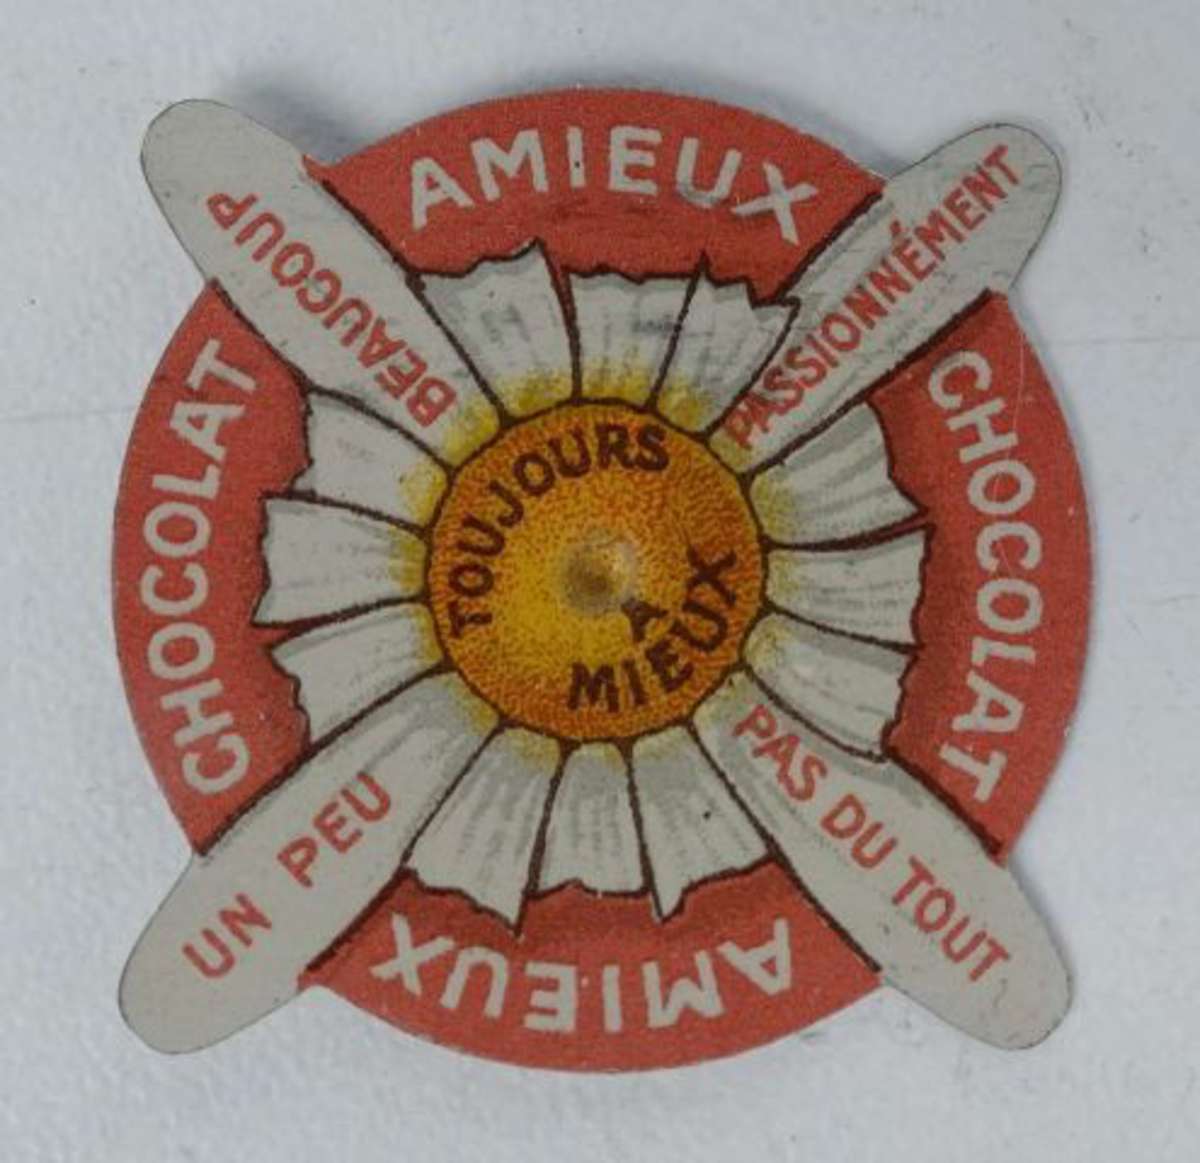 AMIEUX
PASSIONNÉMENT
CHOCOLAT
PAS DU TOUT
AMIEUX
UN PEU
CHOCOLAT
BEAUCOUP
TOUJOURS
A
MIEUX